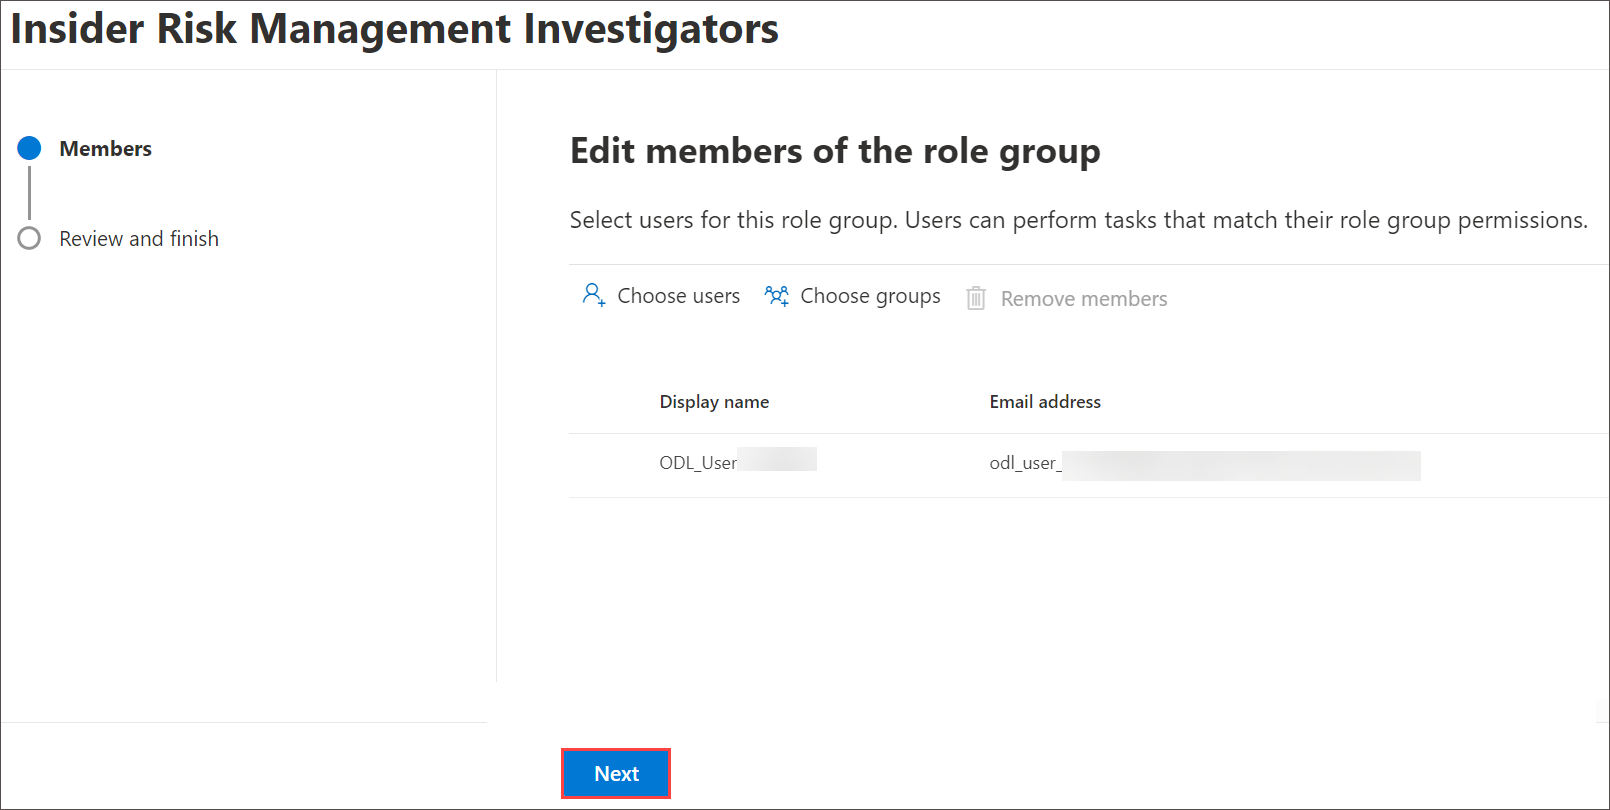 Insider Risk Management Investigators
Members
Review and finish
Edit members of the role group
Select users for this role group. Users can perform tasks that match their role group permissions.
Choose users Choose groups Remove members
Display name Email address
ODL_User odl_user_
Next